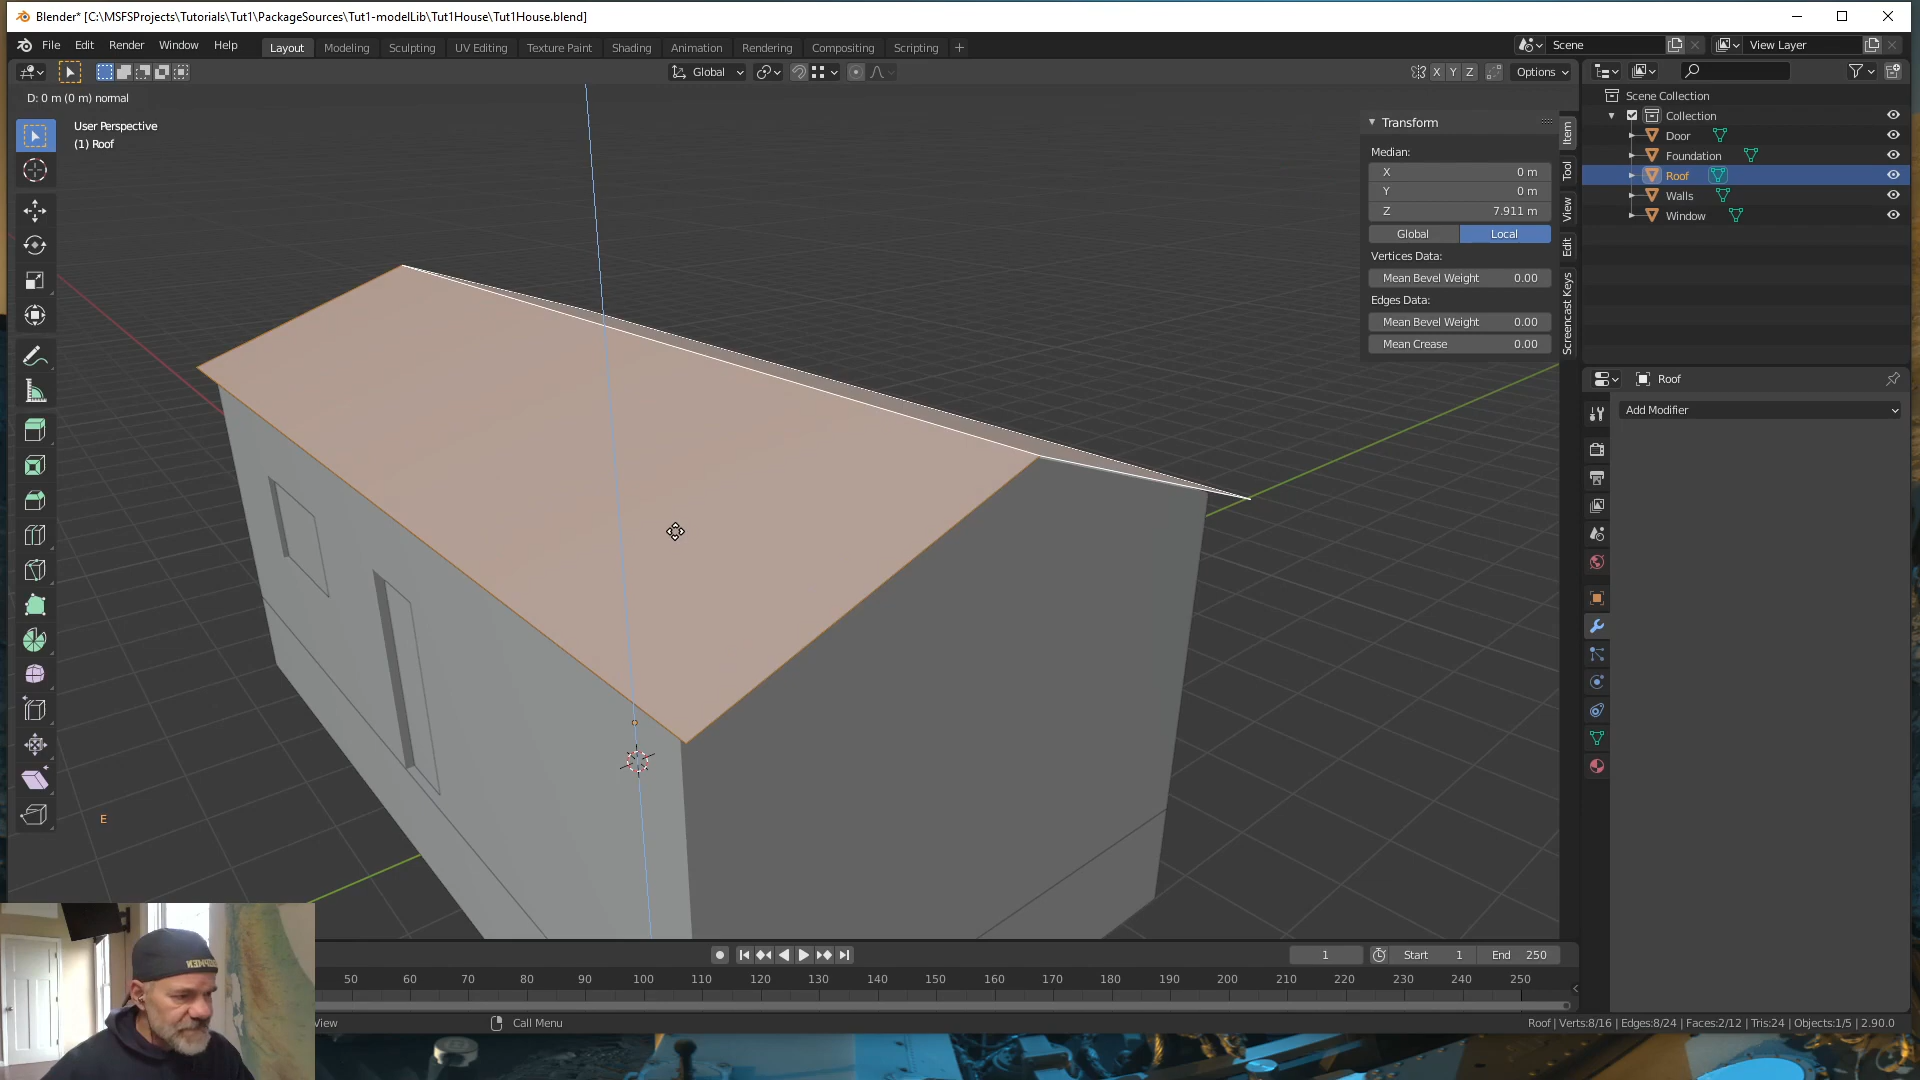 Blender* [C:\MSFSProjects\Tutorials\Tut1\PackageSources\Tut1-modelLib\Tut1House\Tut1House.blend]
File Edit Render Window Help Layout Modeling Sculpting UV Editing Texture Paint Shading Animation Rendering Compositing Scripting + Scene View Layer
Global X Y Z Options
D: 0 m (0 m) normal
User Perspective
(1) Roof
Transform
Median:
X 0 m
Y 0 m
Z 7.911 m
Global Local
Vertices Data:
Mean Bevel Weight 0.00
Edges Data:
Mean Bevel Weight 0.00
Mean Crease 0.00
Item
Tool
View
Edit
Screencast Keys
Scene Collection
Collection
Door
Foundation
Roof
Walls
Window
Roof
Add Modifier
E
1 Start 1 End 250
50 60 70 80 90 100 110 120 130 140 150 160 170 180 190 200 210 220 230 240 250
View Call Menu Roof | Verts:8/16 | Edges:8/24 | Faces:2/12 | Tris:24 | Objects:1/5 | 2.90.0